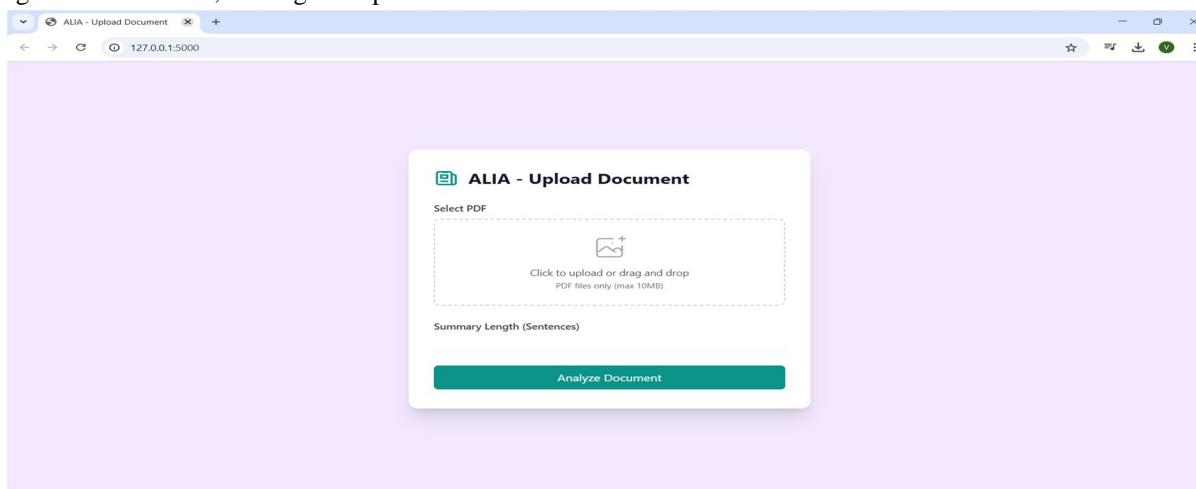 ALIA - Upload Document
127.0.0.1:5000
V
ALIA - Upload Document
Select PDF
Click to upload or drag and drop
PDF files only (max 10MB)
Summary Length (Sentences)
Analyze Document